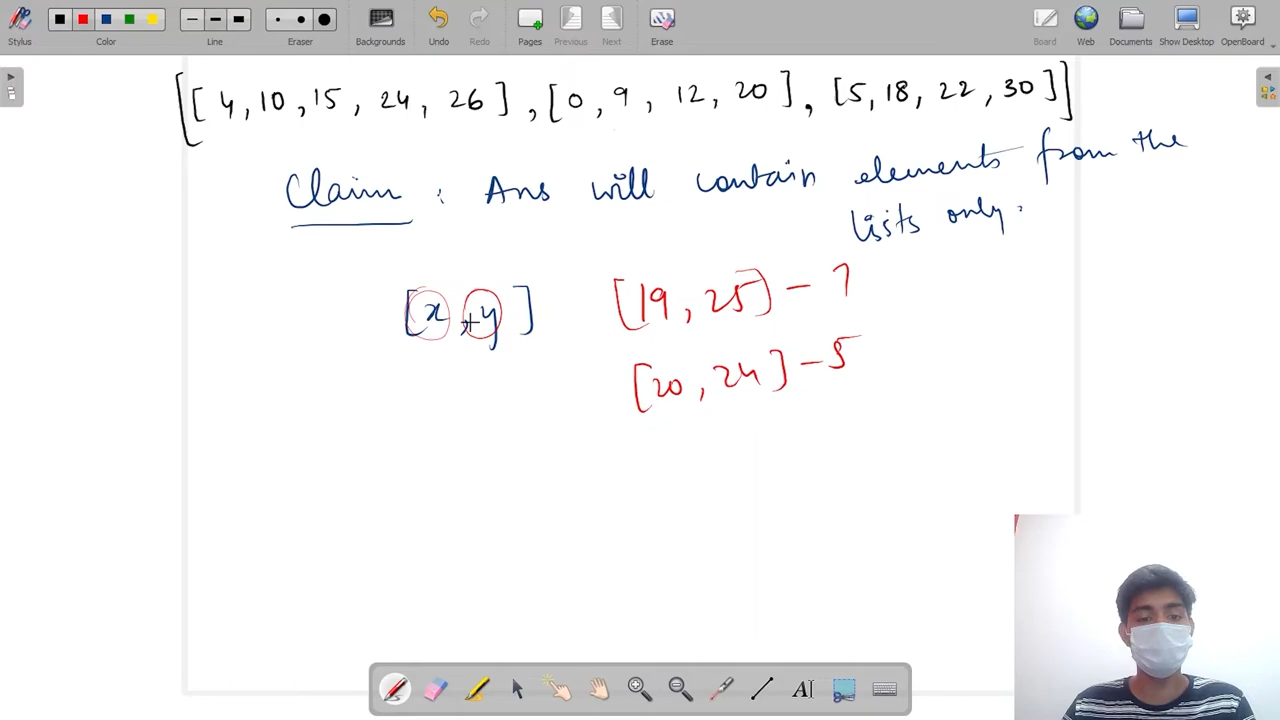 Stylus
Color
Line
Eraser
Backgrounds
Undo
Redo
Pages
Previous
Next
Erase
Board
Web
Documents
Show Desktop
OpenBoard
[[4, 10, 15, 24, 26], [0, 9, 12, 20], [5, 18, 22, 30]]
Claim : Ans will contain elements from the
lists only.
[x, y] [19, 25] - 7
[20, 24] - 5